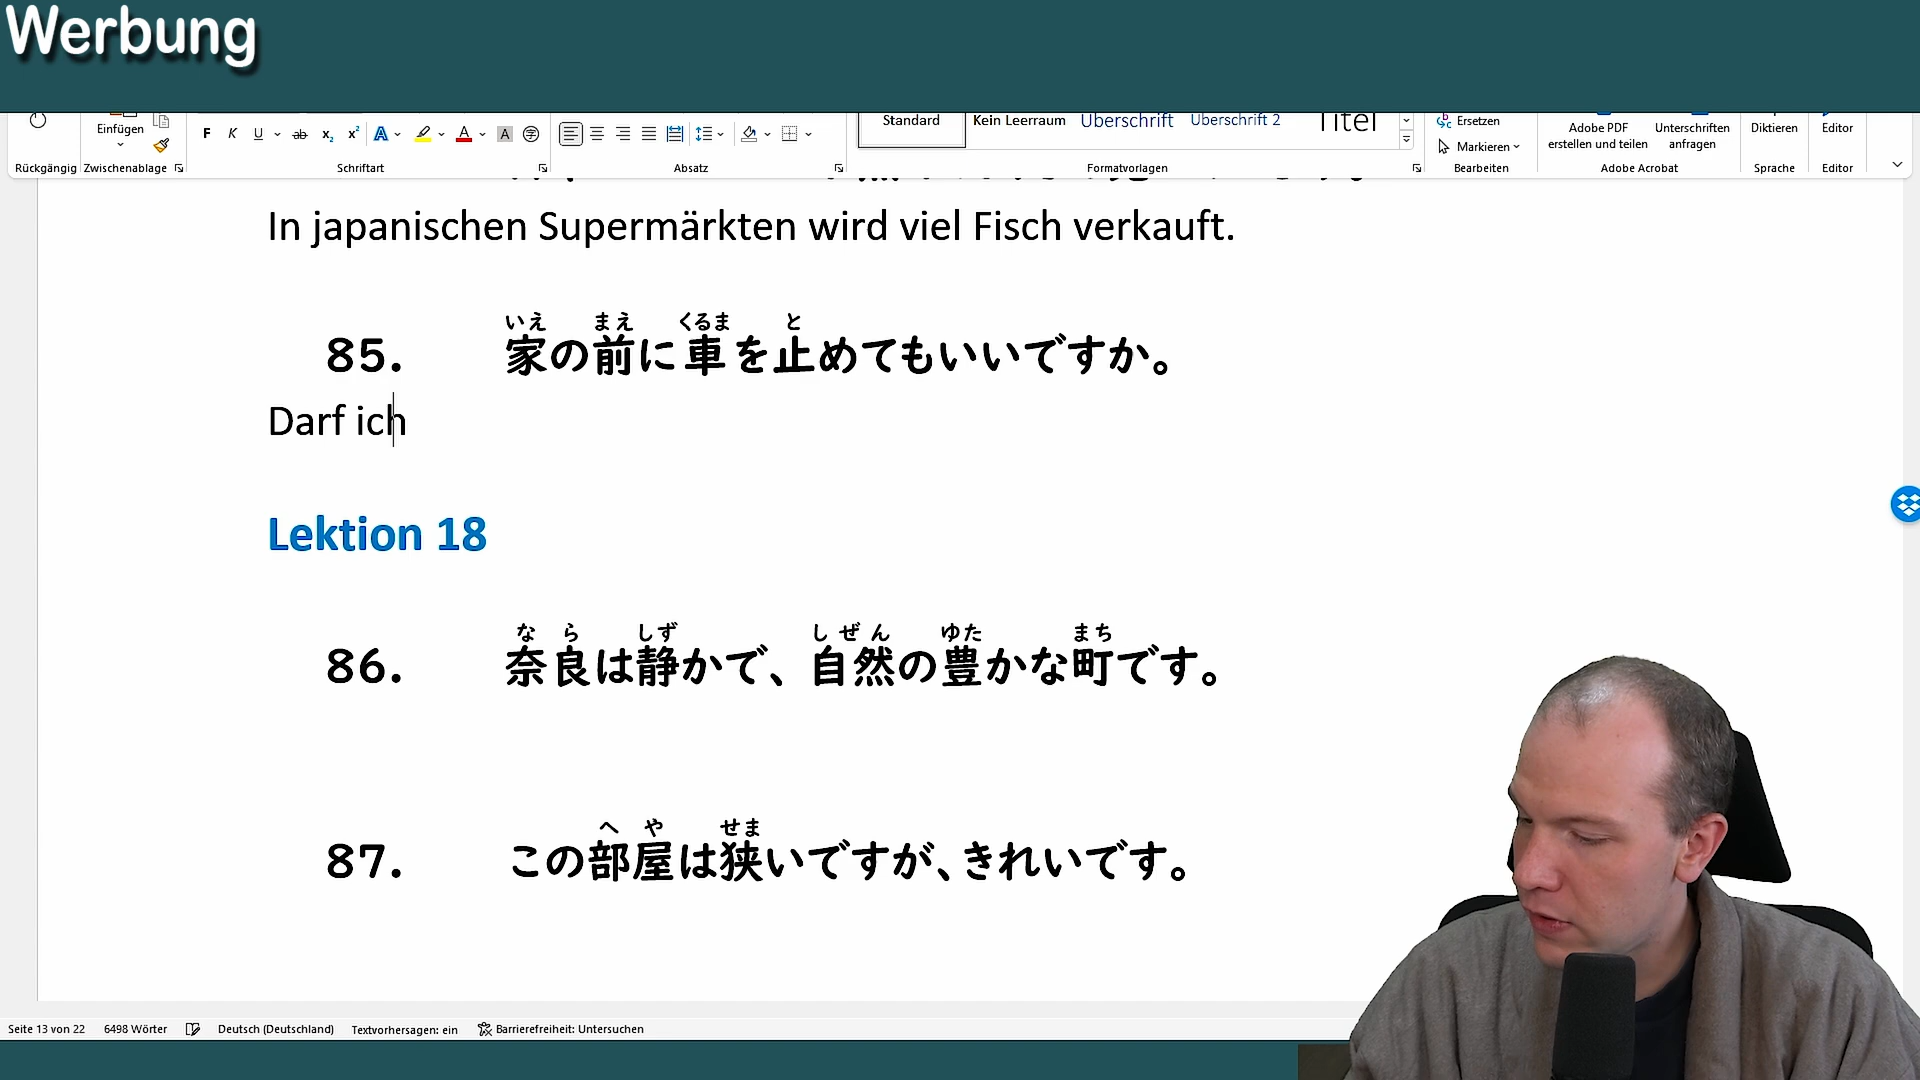 Werbung
Einfügen
Standard
Kein Leerraum
Überschrift
Überschrift 2
Titel
Ersetzen
Markieren
Adobe PDF
erstellen und teilen
Unterschriften
anfragen
Diktieren
Editor
F K U ab x₂ x² A A A 字
Rückgängig
Zwischenablage
Schriftart
Absatz
Formatvorlagen
Bearbeiten
Adobe Acrobat
Sprache
Editor
In japanischen Supermärkten wird viel Fisch verkauft.
いえ まえ くるま と
85. 家の前に車を止めてもいいですか。
Darf ich
Lektion 18
な ら しず し ぜん ゆた まち
86. 奈良は静かで、自然の豊かな町です。
へ や せま
87. この部屋は狭いですが、きれいです。
Seite 13 von 22
6498 Wörter
Deutsch (Deutschland)
Textvorhersagen: ein
Barrierefreiheit: Untersuchen